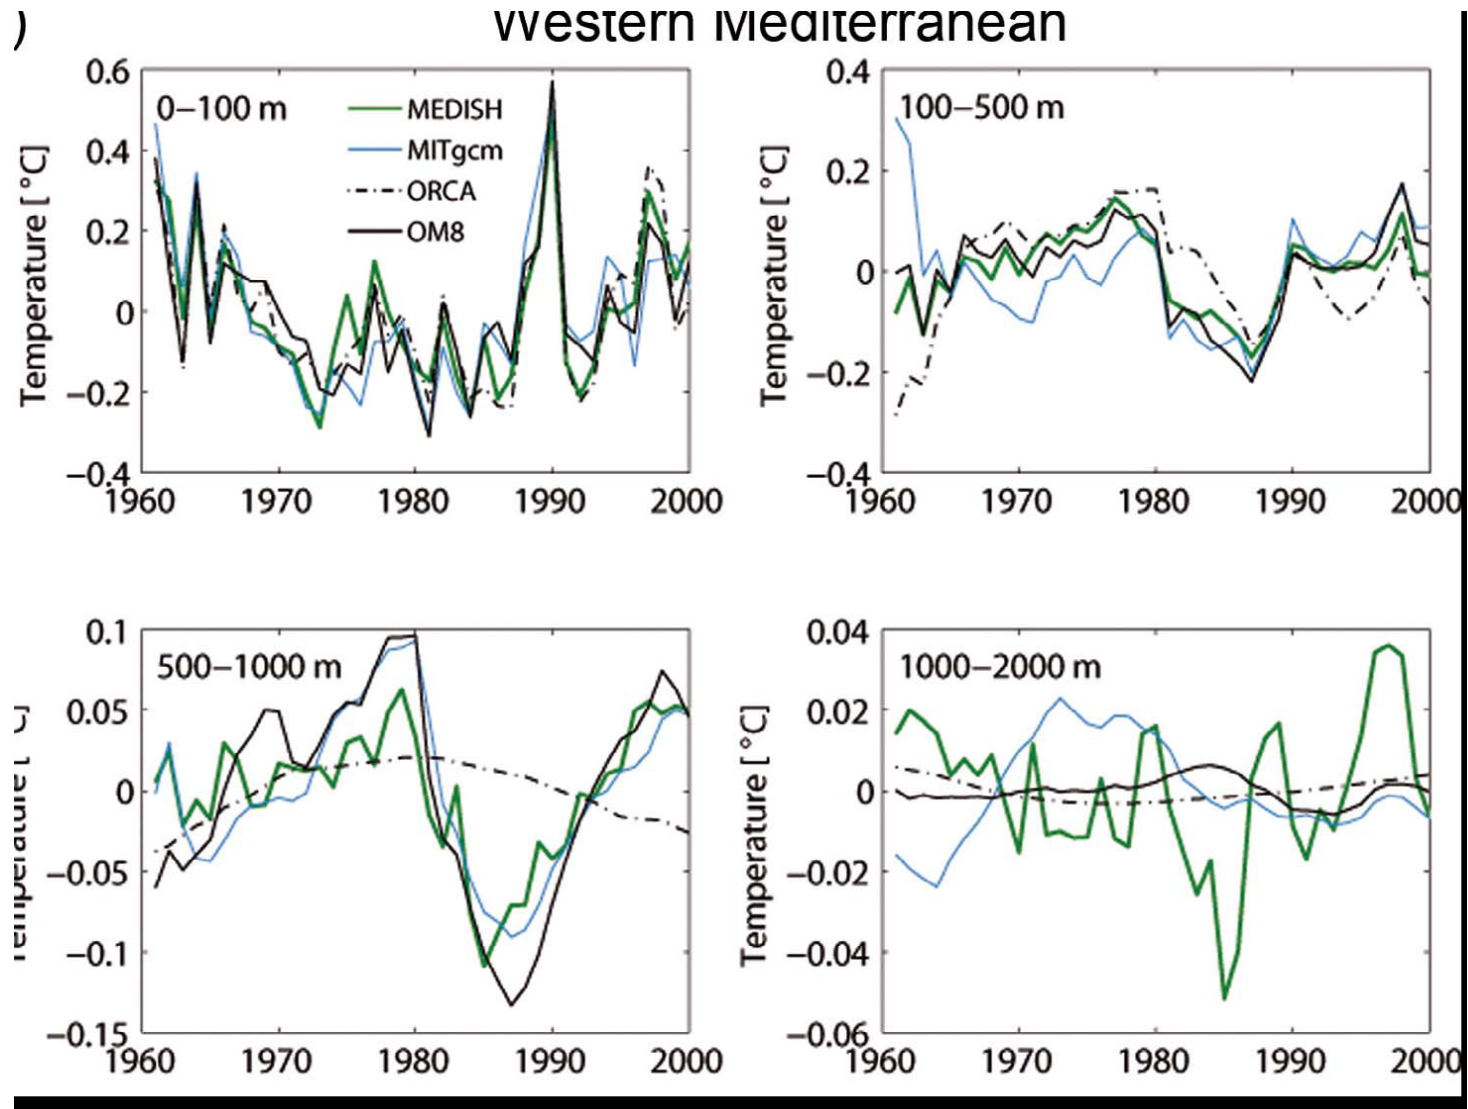 )
Western Mediterranean
0.6
0.4
0.2
0
−0.2
−0.4
Temperature [ °C]
0−100 m
MEDISH
MITgcm
ORCA
OM8
1960 1970 1980 1990 2000
0.4
0.2
0
−0.2
−0.4
Temperature [ °C]
100−500 m
1960 1970 1980 1990 2000
0.1
0.05
0
−0.05
−0.1
−0.15
Temperature [ °C]
500−1000 m
1960 1970 1980 1990 2000
0.04
0.02
0
−0.02
−0.04
−0.06
Temperature [ °C]
1000−2000 m
1960 1970 1980 1990 2000